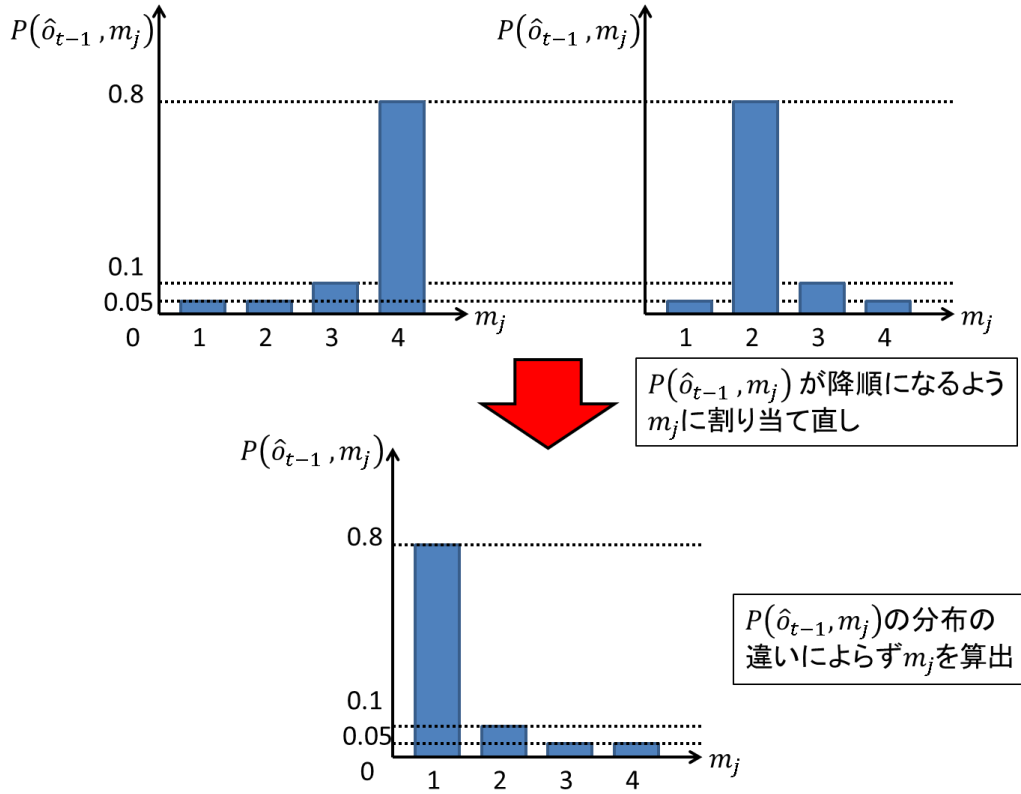 P(ô_{t−1}, m_j)
0.8
0.1
0.05
0
1 2 3 4
m_j
P(ô_{t−1}, m_j)
1 2 3 4
m_j
P(ô_{t−1}, m_j) が降順になるよう
m_jに割り当て直し
P(ô_{t−1}, m_j)
0.8
0.1
0.05
0
1 2 3 4
m_j
P(ô_{t−1}, m_j)の分布の
違いによらずm_jを算出